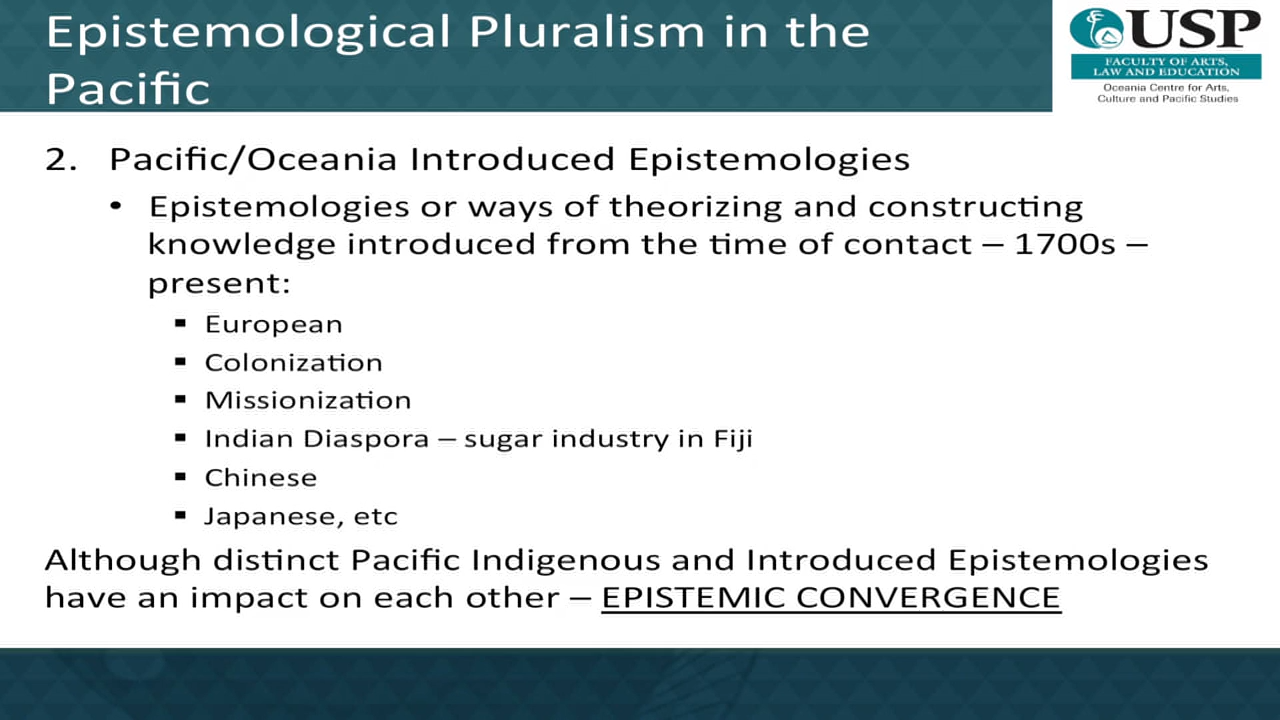 Epistemological Pluralism in the
Pacific
USP
FACULTY OF ARTS,
LAW AND EDUCATION
Oceania Centre for Arts,
Culture and Pacific Studies
2. Pacific/Oceania Introduced Epistemologies
• Epistemologies or ways of theorizing and constructing
knowledge introduced from the time of contact – 1700s –
present:
▪ European
▪ Colonization
▪ Missionization
▪ Indian Diaspora – sugar industry in Fiji
▪ Chinese
▪ Japanese, etc
Although distinct Pacific Indigenous and Introduced Epistemologies
have an impact on each other – EPISTEMIC CONVERGENCE